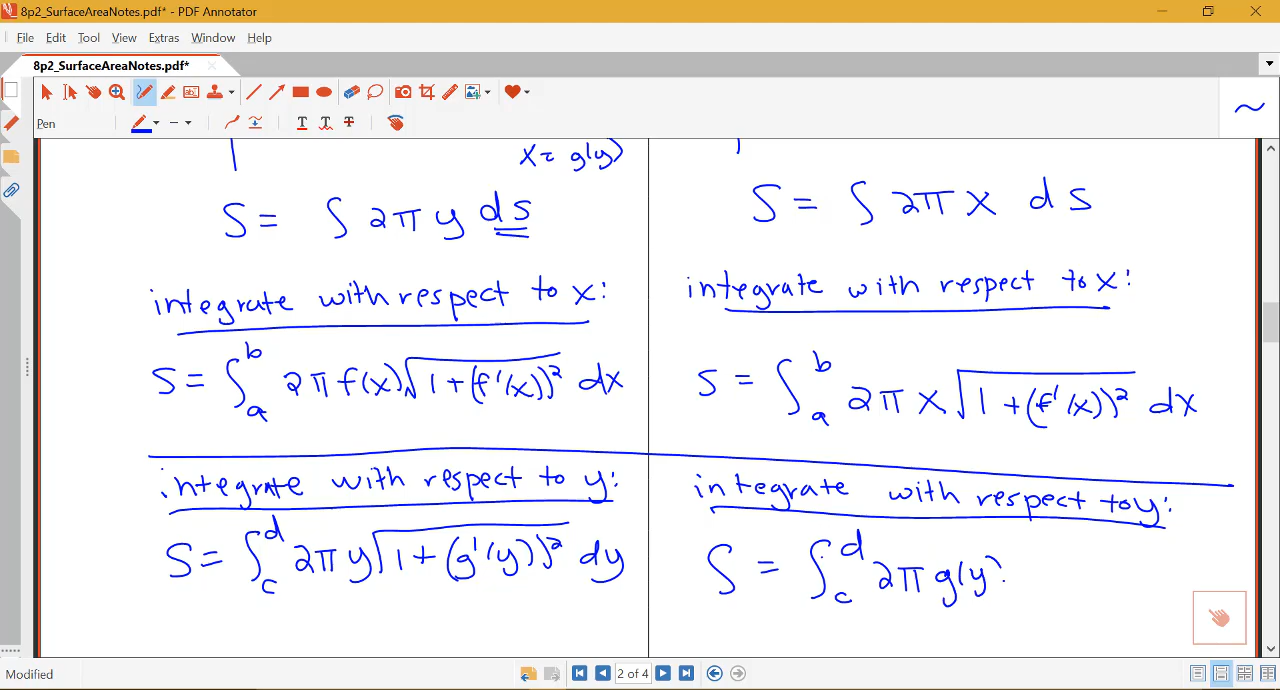 8p2_SurfaceAreaNotes.pdf* - PDF Annotator
File Edit Tool View Extras Window Help
8p2_SurfaceAreaNotes.pdf*
Pen
x = g(y)
S = ∫ 2π y ds
integrate with respect to x:
S = ∫_a^b 2π f(x) √(1 + (f'(x))²) dx
integrate with respect to y:
S = ∫_c^d 2π y √(1 + (g'(y))²) dy
S = ∫ 2π x ds
integrate with respect to x:
S = ∫_a^b 2π x √(1 + (f'(x))²) dx
integrate with respect to y:
S = ∫_c^d 2π g(y)
Modified
2 of 4